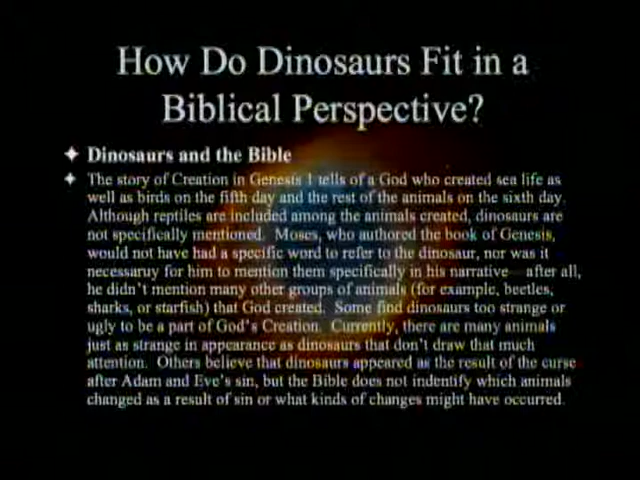 How Do Dinosaurs Fit in a
Biblical Perspective?
Dinosaurs and the Bible
The story of Creation in Genesis 1 tells of a God who created sea life as
well as birds on the fifth day and the rest of the animals on the sixth day.
Although reptiles are included among the animals created, dinosaurs are
not specifically mentioned. Moses, who authored the book of Genesis,
would not have had a specific word to refer to the dinosaur, nor was it
necessaruy for him to mention them specifically in his narrative—after all,
he didn't mention many other groups of animals (for example, beetles,
sharks, or starfish) that God created. Some find dinosaurs too strange or
ugly to be a part of God's Creation. Currently, there are many animals
just as strange in appearance as dinosaurs that don't draw that much
attention. Others believe that dinosaurs appeared as the result of the curse
after Adam and Eve's sin, but the Bible does not indentify which animals
changed as a result of sin or what kinds of changes might have occurred.